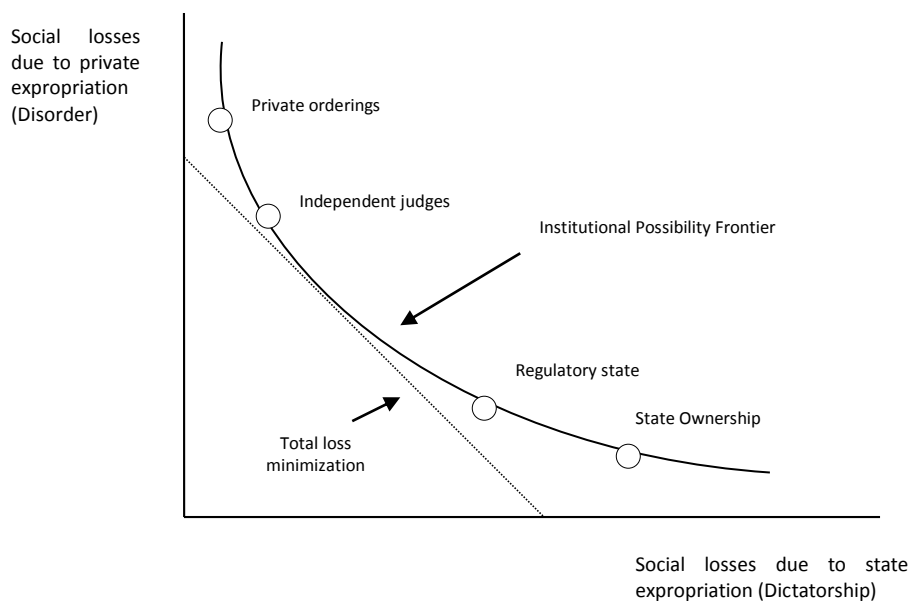 Social losses
due to private
expropriation
(Disorder)
Private orderings
Independent judges
Institutional Possibility Frontier
Regulatory state
State Ownership
Total loss
minimization
Social losses due to state
expropriation (Dictatorship)